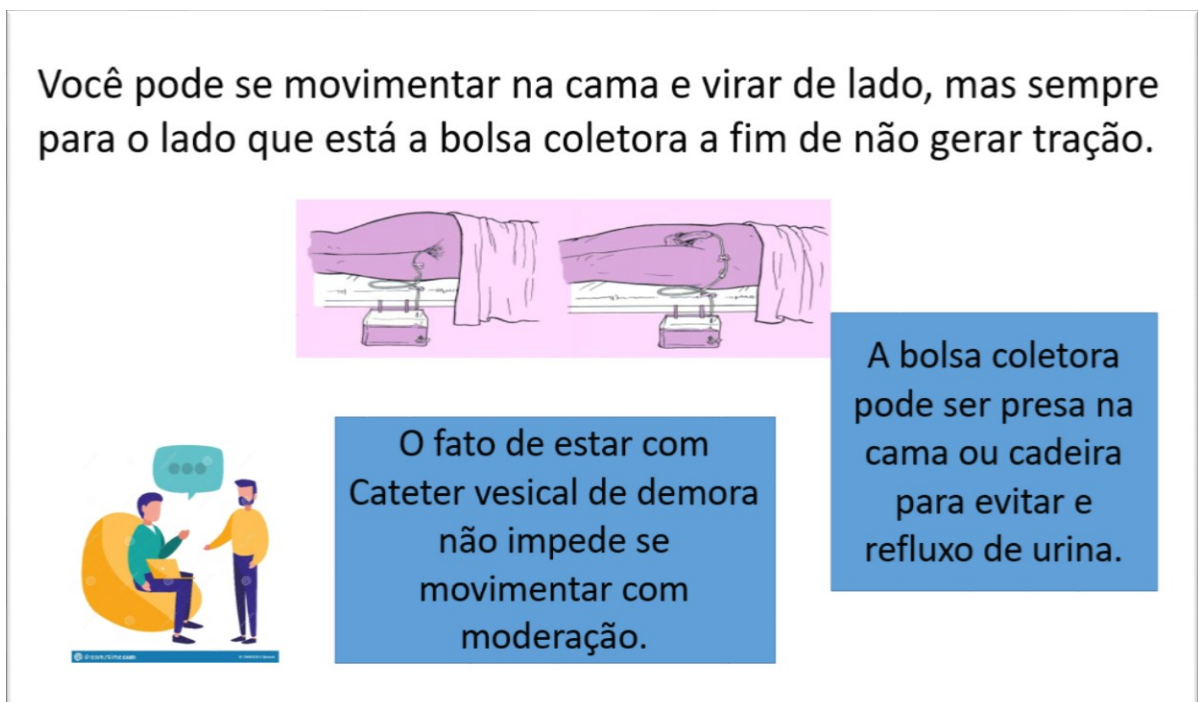 Você pode se movimentar na cama e virar de lado, mas sempre
para o lado que está a bolsa coletora a fim de não gerar tração.
A bolsa coletora
pode ser presa na
cama ou cadeira
para evitar e
refluxo de urina.
O fato de estar com
Cateter vesical de demora
não impede se
movimentar com
moderação.